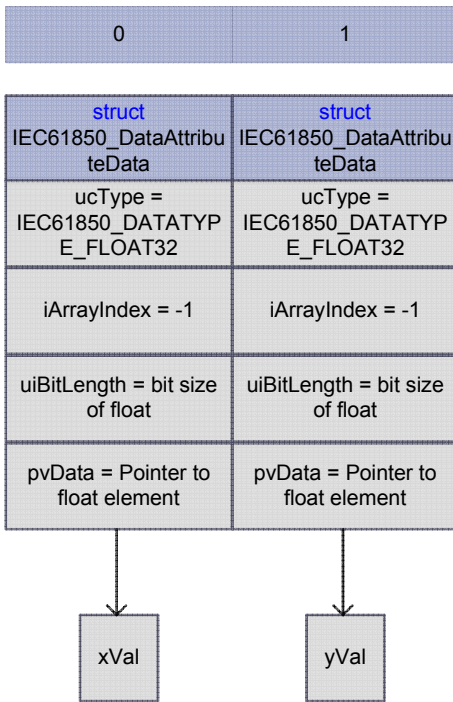 0 1
struct struct
IEC61850_DataAttribu IEC61850_DataAttribu
teData teData
ucType = ucType =
IEC61850_DATATYP IEC61850_DATATYP
E_FLOAT32 E_FLOAT32
iArrayIndex = -1 iArrayIndex = -1
uiBitLength = bit size uiBitLength = bit size
of float of float
pvData = Pointer to pvData = Pointer to
float element float element
xVal yVal